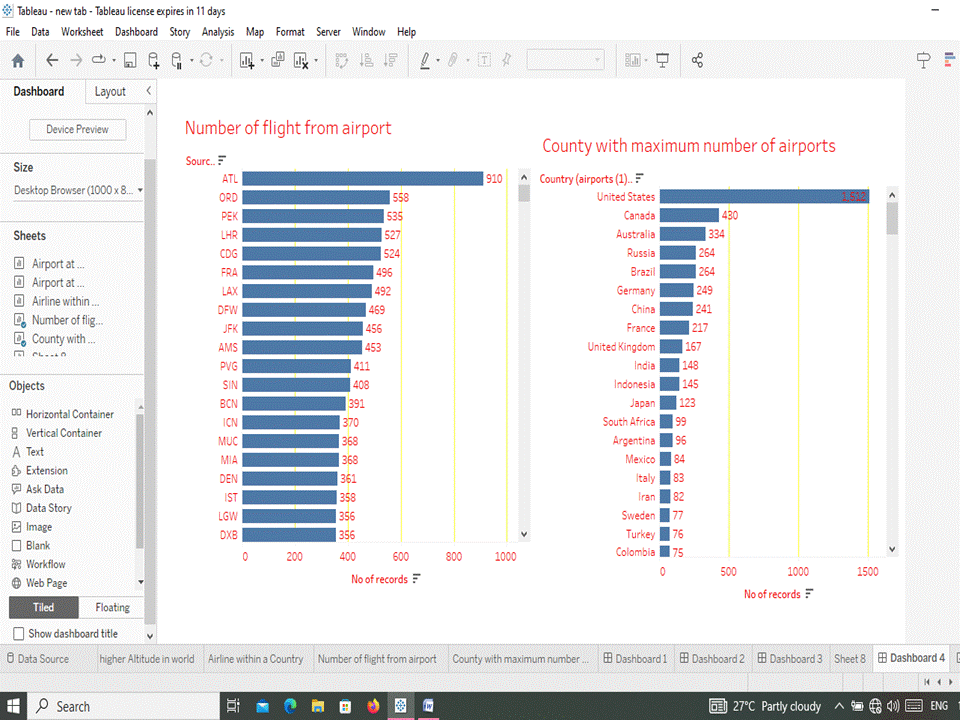 Tableau - new tab - Tableau license expires in 11 days
File Data Worksheet Dashboard Story Analysis Map Format Server Window Help
Dashboard Layout
Device Preview
Size
Desktop Browser (1000 x 8...
Sheets
Airport at ...
Airport at ...
Airline within ...
Number of flig...
County with ...
Objects
Horizontal Container
Vertical Container
Text
Extension
Ask Data
Data Story
Image
Blank
Workflow
Web Page
Tiled Floating
Show dashboard title
Number of flight from airport
Sourc..
ATL 910
ORD 558
PEK 535
LHR 527
CDG 524
FRA 496
LAX 492
DFW 469
JFK 456
AMS 453
PVG 411
SIN 408
BCN 391
ICN 370
MUC 368
MIA 368
DEN 361
IST 358
LGW 356
DXB 356
0 200 400 600 800 1000
No of records
County with maximum number of airports
Country (airports (1)..
United States
Canada 430
Australia 334
Russia 264
Brazil 264
Germany 249
China 241
France 217
United Kingdom 167
India 148
Indonesia 145
Japan 123
South Africa 99
Argentina 96
Mexico 84
Italy 83
Iran 82
Sweden 77
Turkey 76
Colombia 75
0 500 1000 1500
No of records
Data Source higher Altitude in world Airline within a Country Number of flight from airport County with maximum number ... Dashboard 1 Dashboard 2 Dashboard 3 Sheet 8 Dashboard 4
Search 27°C Partly cloudy ENG